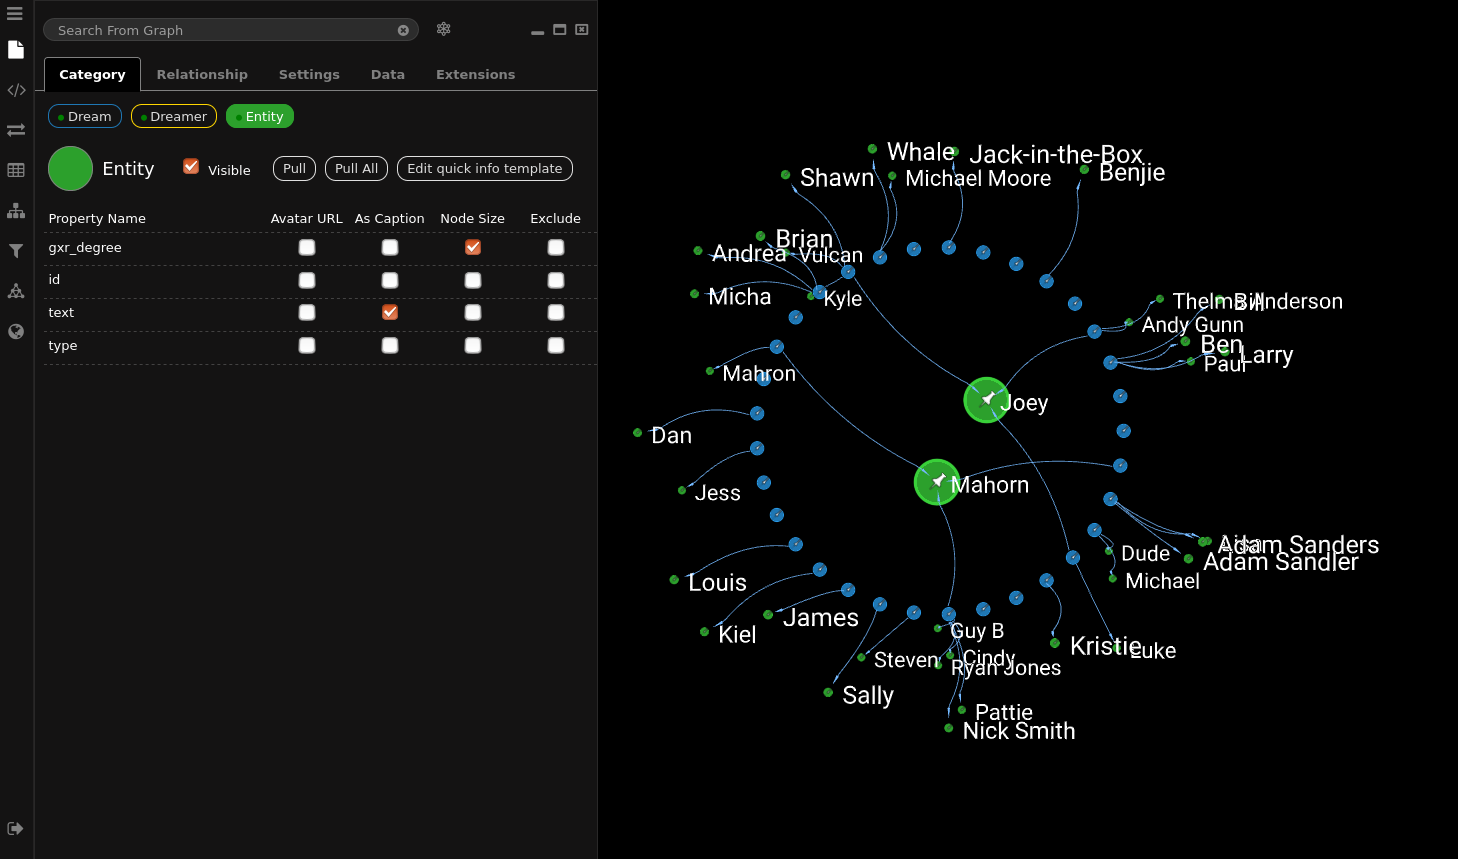 Search From Graph
Category Relationship Settings Data Extensions
Dream Dreamer Entity
Entity Visible Pull Pull All Edit quick info template
Property Name Avatar URL As Caption Node Size Exclude
gxr_degree
id
text
type
Whale
Jack-in-the-Box
Shawn
Michael Moore
Benjie
Brian
Andrea
Vulcan
Micha
Kyle
Bill
Anderson
Andy Gunn
Ben
Larry
Paul
Mahron
Joey
Dan
Mahorn
Jess
Adam Sanders
Dude
Adam Sandler
Michael
Louis
James
Kiel
Guy B
Kristie
Luke
Steven
Cindy
Ryan Jones
Sally
Pattie
Nick Smith